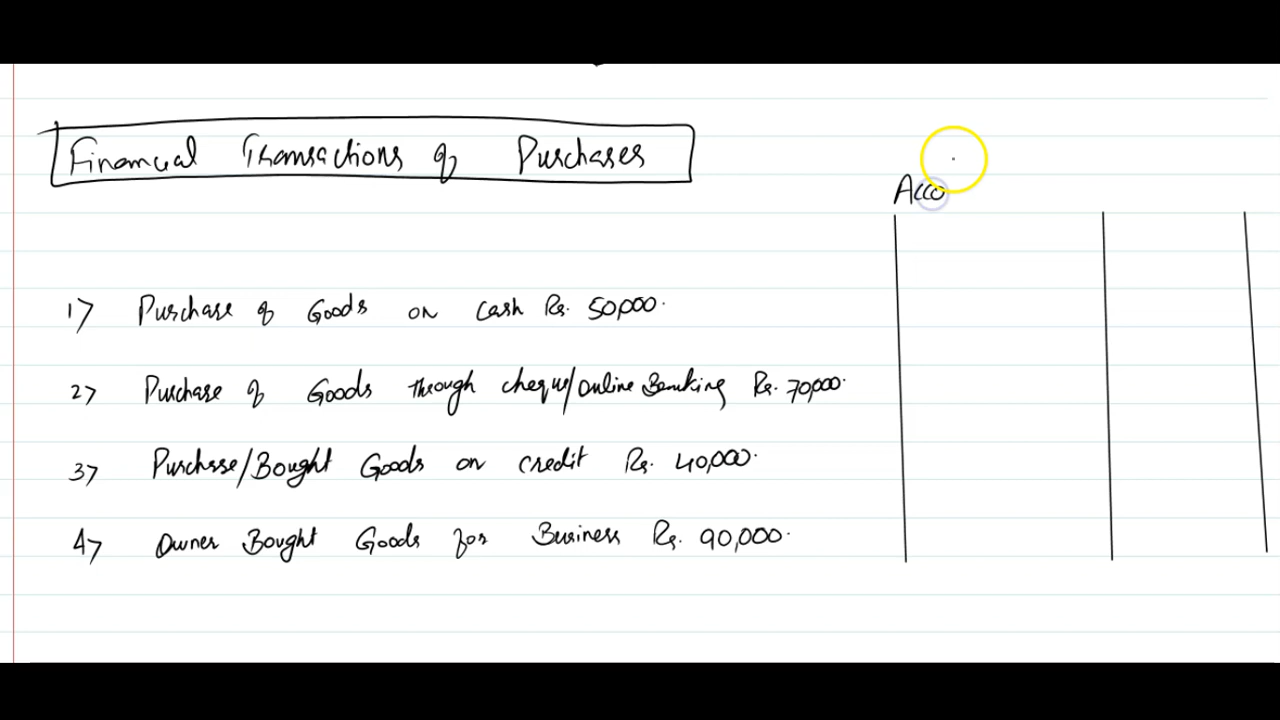 Financial Transactions of Purchases
Acco
1) Purchase of Goods on Cash Rs. 50,000.
2) Purchase of Goods through cheque/Online Banking Rs. 70,000.
3) Purchase/Bought Goods on credit Rs. 40,000.
4) Owner Bought Goods for Business Rs. 90,000.